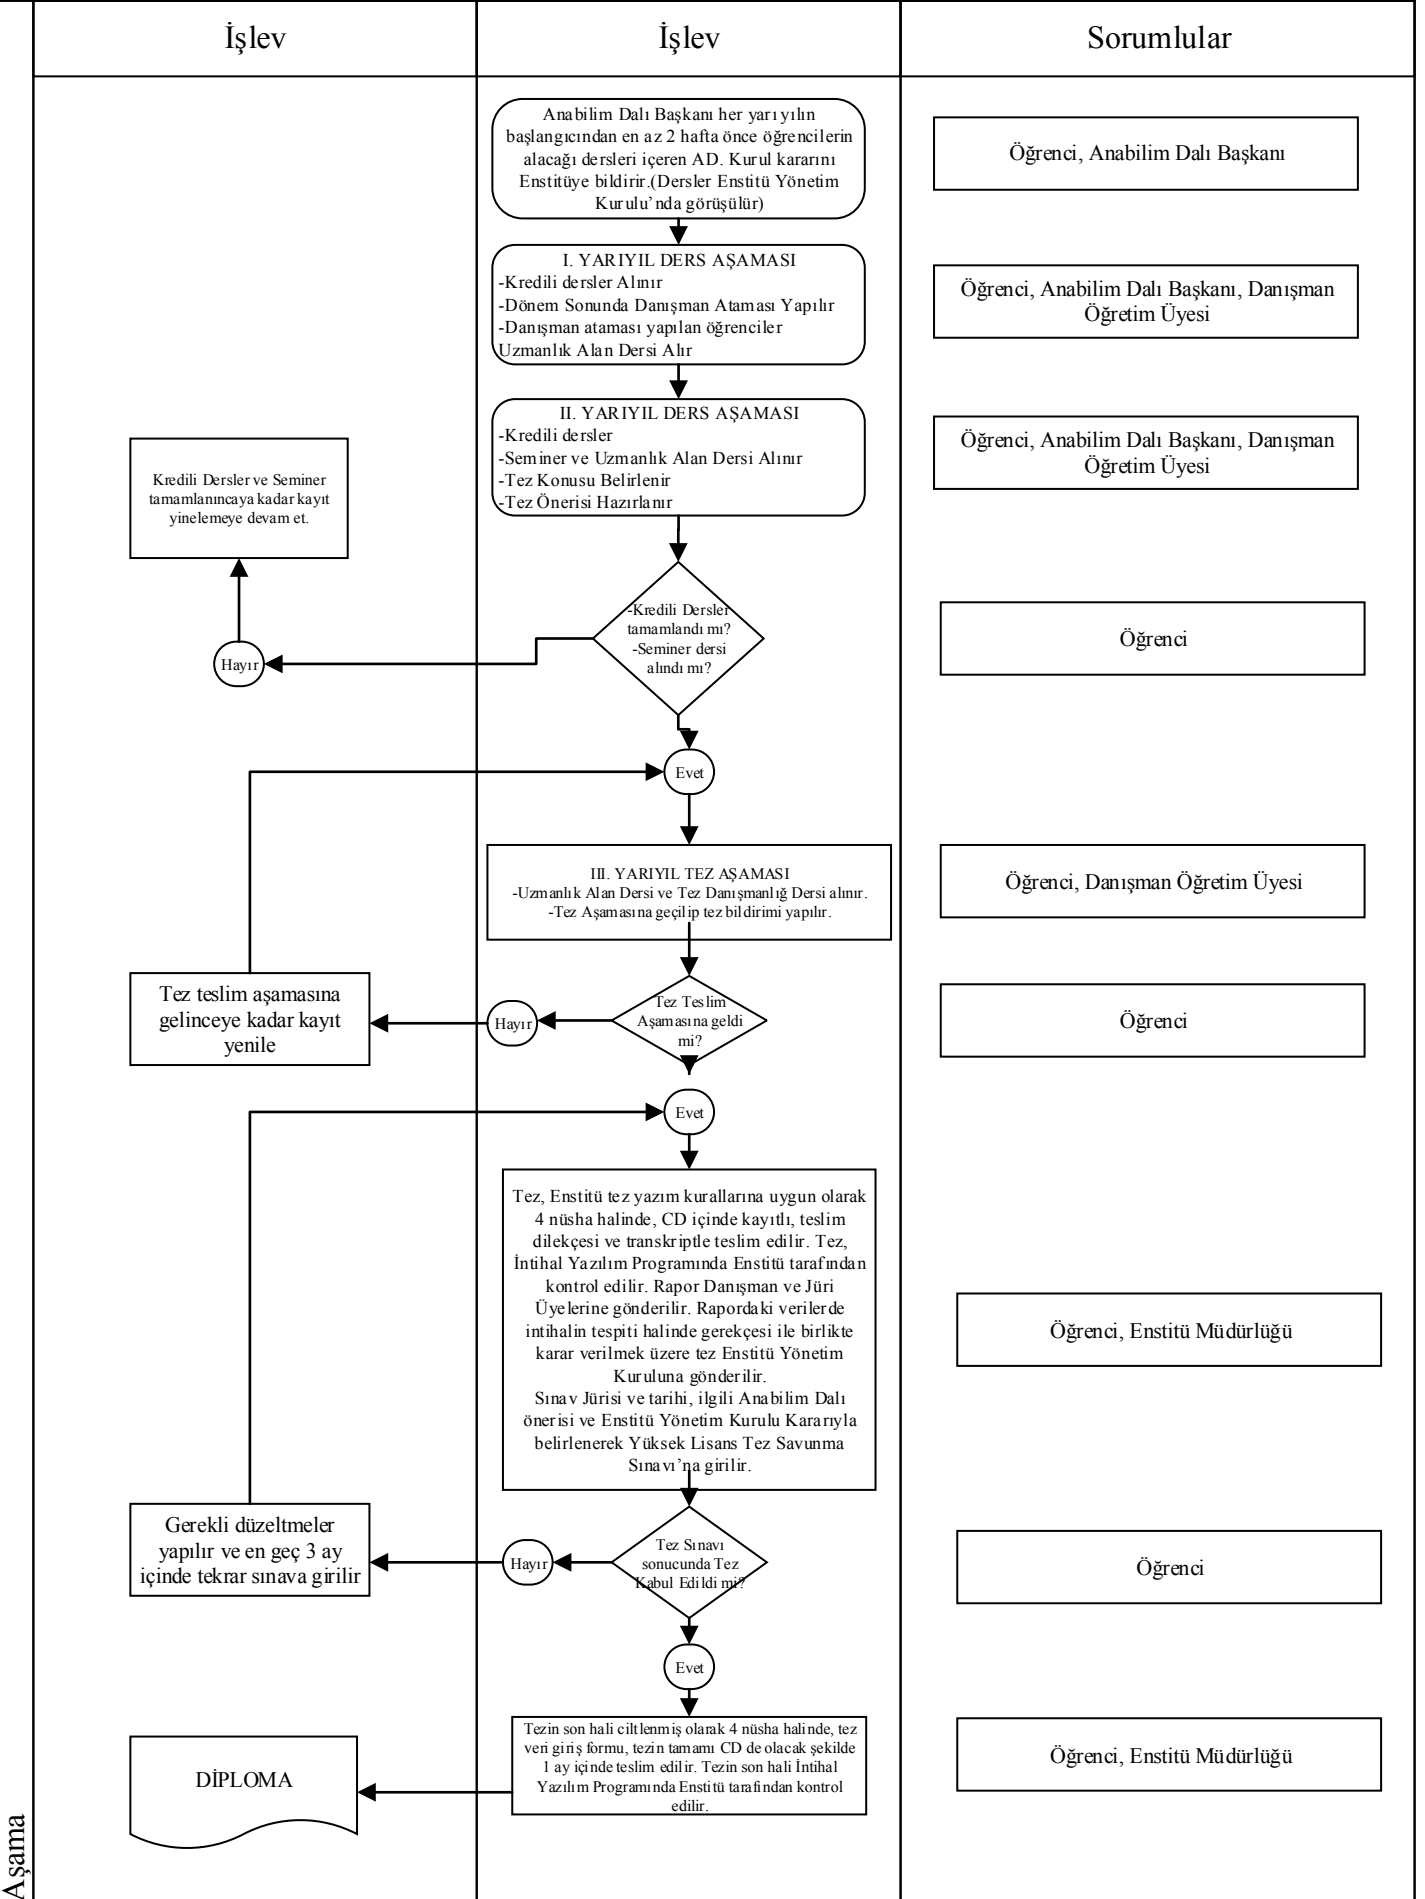 İşlev
İşlev
Sorumlular
Anabilim Dalı Başkanı her yarıyılın
başlangıcından en az 2 hafta önce öğrencilerin
alacağı dersleri içeren AD. Kurul kararını
Enstitüye bildirir.(Dersler Enstitü Yönetim
Kurulu’nda görüşülür)
Öğrenci, Anabilim Dalı Başkanı
I. YARIYIL DERS AŞAMASI
-Kredili dersler Alınır
-Dönem Sonunda Danışman Ataması Yapılır
-Danışman ataması yapılan öğrenciler
Uzmanlık Alan Dersi Alır
Öğrenci, Anabilim Dalı Başkanı, Danışman
Öğretim Üyesi
II. YARIYIL DERS AŞAMASI
-Kredili dersler
-Seminer ve Uzmanlık Alan Dersi Alınır
-Tez Konusu Belirlenir
-Tez Önerisi Hazırlanır
Öğrenci, Anabilim Dalı Başkanı, Danışman
Öğretim Üyesi
Kredili Dersler ve Seminer
tamamlanıncaya kadar kayıt
yinelemeye devam et.
-Kredili Dersler
tamamlandı mı?
-Seminer dersi
alındı mı?
Öğrenci
Hayır
Evet
III. YARIYIL TEZ AŞAMASI
-Uzmanlık Alan Dersi ve Tez Danışmanlığ Dersi alınır.
-Tez Aşamasına geçilip tez bildirimi yapılır.
Öğrenci, Danışman Öğretim Üyesi
Tez teslim aşamasına
gelinceye kadar kayıt
yenile
Hayır
Tez Teslim
Aşamasına geldi
mi?
Öğrenci
Evet
Tez, Enstitü tez yazım kurallarına uygun olarak
4 nüsha halinde, CD içinde kayıtlı, teslim
dilekçesi ve transkriptle teslim edilir. Tez,
İntihal Yazılım Programında Enstitü tarafından
kontrol edilir. Rapor Danışman ve Jüri
Üyelerine gönderilir. Rapordaki verilerde
intihalin tespiti halinde gerekçesi ile birlikte
karar verilmek üzere tez Enstitü Yönetim
Kuruluna gönderilir.
Sınav Jürisi ve tarihi, ilgili Anabilim Dalı
önerisi ve Enstitü Yönetim Kurulu Kararıyla
belirlenerek Yüksek Lisans Tez Savunma
Sınavı’na girilir.
Öğrenci, Enstitü Müdürlüğü
Gerekli düzeltmeler
yapılır ve en geç 3 ay
içinde tekrar sınava girilir
Hayır
Tez Sınavı
sonucunda Tez
Kabul Edildi mi?
Öğrenci
Evet
Tezin son hali ciltlenmiş olarak 4 nüsha halinde, tez
veri giriş formu, tezin tamamı CD de olacak şekilde
1 ay içinde teslim edilir. Tezin son hali İntihal
Yazılım Programında Enstitü tarafından kontrol
edilir.
Öğrenci, Enstitü Müdürlüğü
DİPLOMA
Aşama